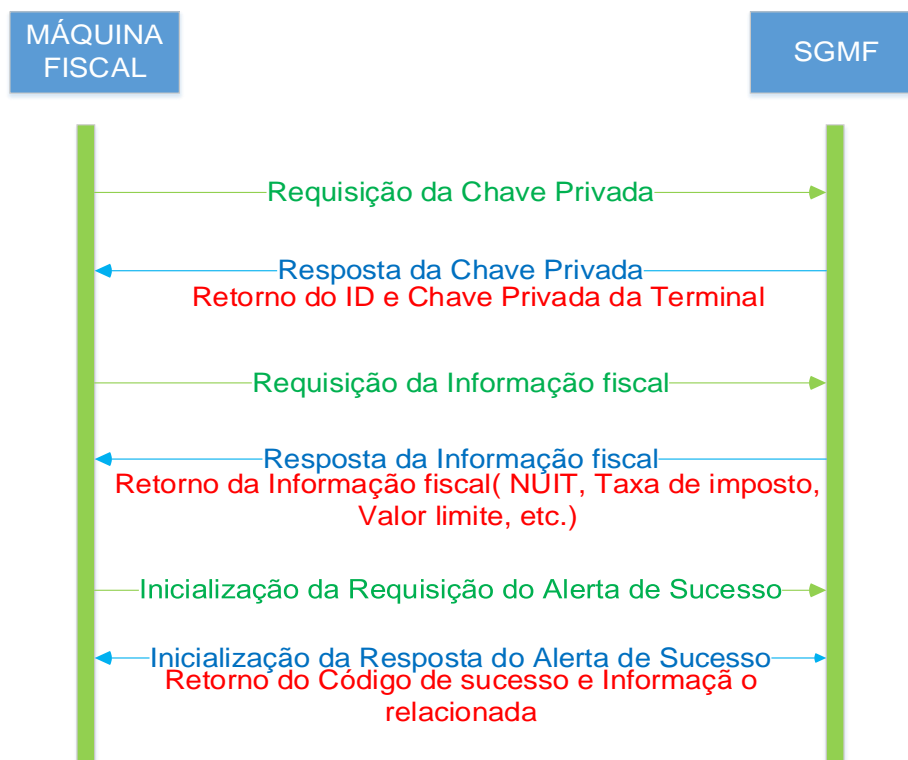 MÁQUINA
FISCAL
SGMF
Requisição da Chave Privada
Resposta da Chave Privada
Retorno do ID e Chave Privada da Terminal
Requisição da Informação fiscal
Resposta da Informação fiscal
Retorno da Informação fiscal( NUIT, Taxa de imposto,
Valor limite, etc.)
Inicialização da Requisição do Alerta de Sucesso
Inicialização da Resposta do Alerta de Sucesso
Retorno do Código de sucesso e Informaçã o
relacionada